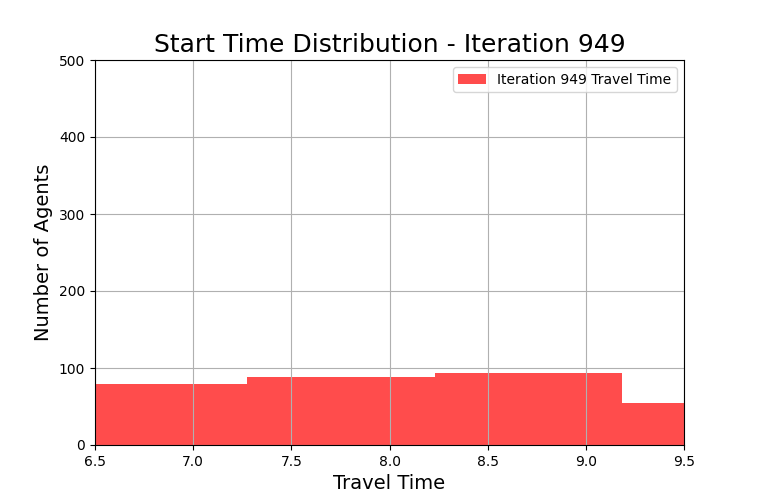 Start Time Distribution - Iteration 949
Iteration 949 Travel Time
Number of Agents
500
400
300
200
100
0
6.5 7.0 7.5 8.0 8.5 9.0 9.5
Travel Time